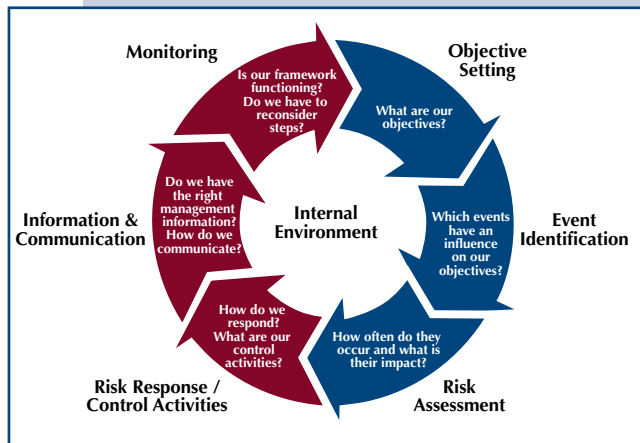 Monitoring
Is our framework
functioning?
Do we have to
reconsider
steps?
Objective
Setting
What are our
objectives?
Event
Identification
Which events
have an
influence
on our
objectives?
Risk
Assessment
How often do they
occur and what is
their impact?
Risk Response /
Control Activities
How do we
respond?
What are our
control
activities?
Information &
Communication
Do we have
the right
management
information?
How do we
communicate?
Internal
Environment